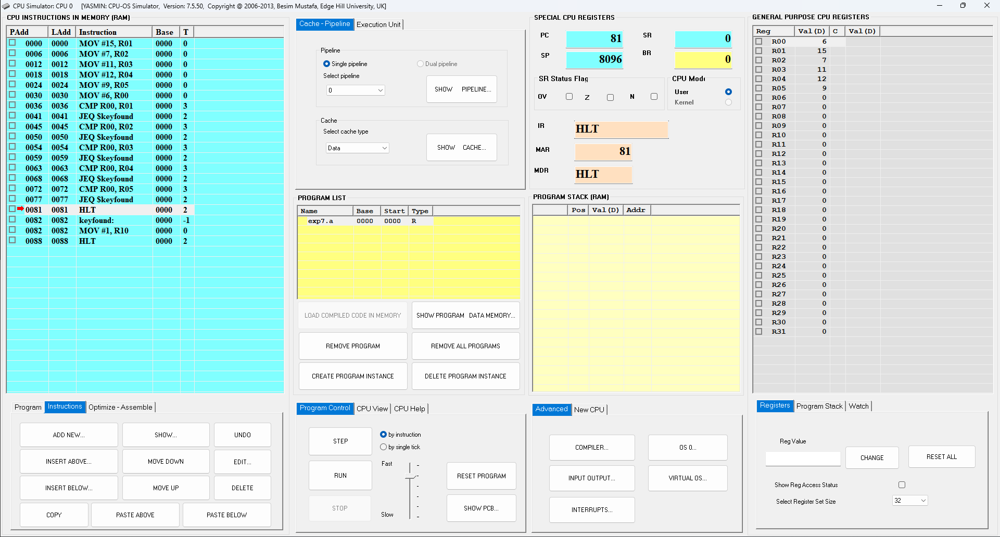 CPU Simulator: CPU 0 [YASMIN: CPU-OS Simulator, Version: 7.5.50, Copyright @ 2006-2013, Besim Mustafa, Edge Hill University, UK]
CPU INSTRUCTIONS IN MEMORY (RAM)
PAdd LAdd Instruction Base T
0000 0000 MOV #15, R01 0000 0
0006 0006 MOV #7, R02 0000 0
0012 0012 MOV #11, R03 0000 0
0018 0018 MOV #12, R04 0000 0
0024 0024 MOV #9, R05 0000 0
0030 0030 MOV #6, R00 0000 0
0036 0036 CMP R00, R01 0000 3
0041 0041 JEQ $keyfound 0000 2
0045 0045 CMP R00, R02 0000 3
0050 0050 JEQ $keyfound 0000 2
0054 0054 CMP R00, R03 0000 3
0059 0059 JEQ $keyfound 0000 2
0063 0063 CMP R00, R04 0000 3
0068 0068 JEQ $keyfound 0000 2
0072 0072 CMP R00, R05 0000 3
0077 0077 JEQ $keyfound 0000 2
0081 0081 HLT 0000 2
0082 0082 keyfound: 0000 -1
0082 0082 MOV #1, R10 0000 0
0088 0088 HLT 0000 2
Program Instructions Optimize - Assemble
ADD NEW... SHOW... UNDO
INSERT ABOVE... MOVE DOWN EDIT...
INSERT BELOW... MOVE UP DELETE
COPY PASTE ABOVE PASTE BELOW
Cache - Pipeline Execution Unit
Pipeline
Single pipeline Dual pipeline
Select pipeline
0
SHOW PIPELINE...
Cache
Select cache type
Data
SHOW CACHE...
PROGRAM LIST
Name Base Start Type
exp7.a 0000 0000 R
LOAD COMPILED CODE IN MEMORY SHOW PROGRAM DATA MEMORY...
REMOVE PROGRAM REMOVE ALL PROGRAMS
CREATE PROGRAM INSTANCE DELETE PROGRAM INSTANCE
Program Control CPU View CPU Help
STEP
by instruction
by single tick
Fast
RUN
RESET PROGRAM
STOP
Slow
SHOW PCB...
SPECIAL CPU REGISTERS
PC 81 SR 0
SP 8096 BR 0
SR Status Flag
OV Z N
CPU Mode
User
Kernel
IR HLT
MAR 81
MDR HLT
PROGRAM STACK (RAM)
Pos Val(D) Addr
Advanced New CPU
COMPILER... OS 0...
INPUT OUTPUT... VIRTUAL OS...
INTERRUPTS...
GENERAL PURPOSE CPU REGISTERS
Reg Val(D) C Val(D)
R00 6
R01 15
R02 7
R03 11
R04 12
R05 9
R06 0
R07 0
R08 0
R09 0
R10 0
R11 0
R12 0
R13 0
R14 0
R15 0
R16 0
R17 0
R18 0
R19 0
R20 0
R21 0
R22 0
R23 0
R24 0
R25 0
R26 0
R27 0
R28 0
R29 0
R30 0
R31 0
Registers Program Stack Watch
Reg Value
CHANGE RESET ALL
Show Reg Access Status
Select Register Set Size 32